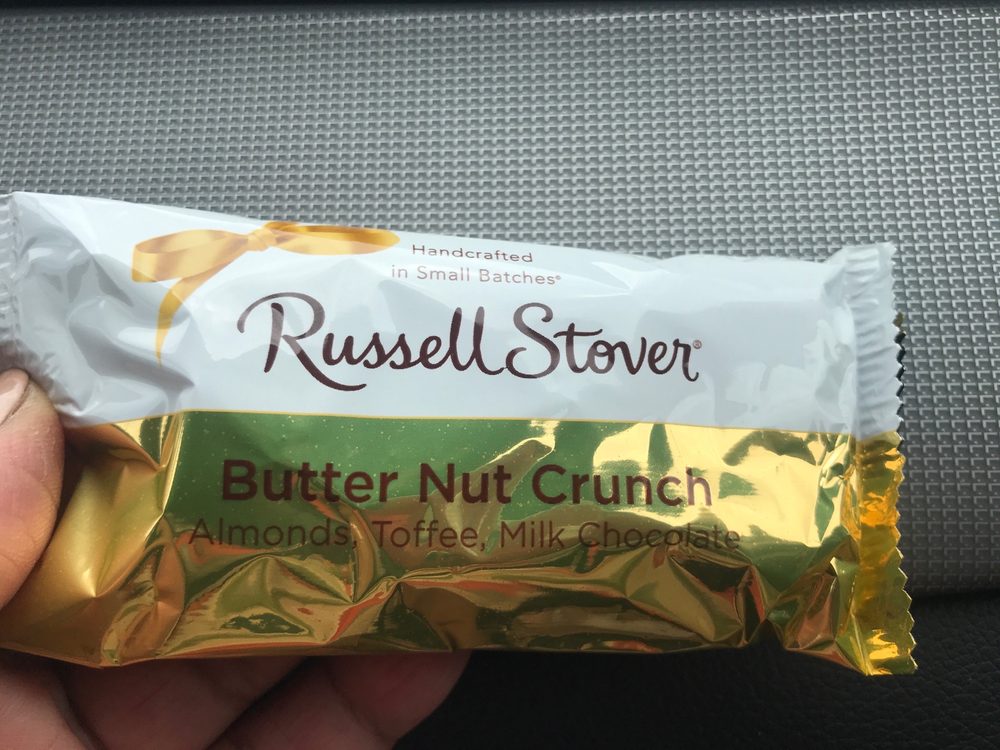 Handcrafted
in Small Batches®
Russell Stover®
Butter Nut Crunch
Almonds, Toffee, Milk Chocolate